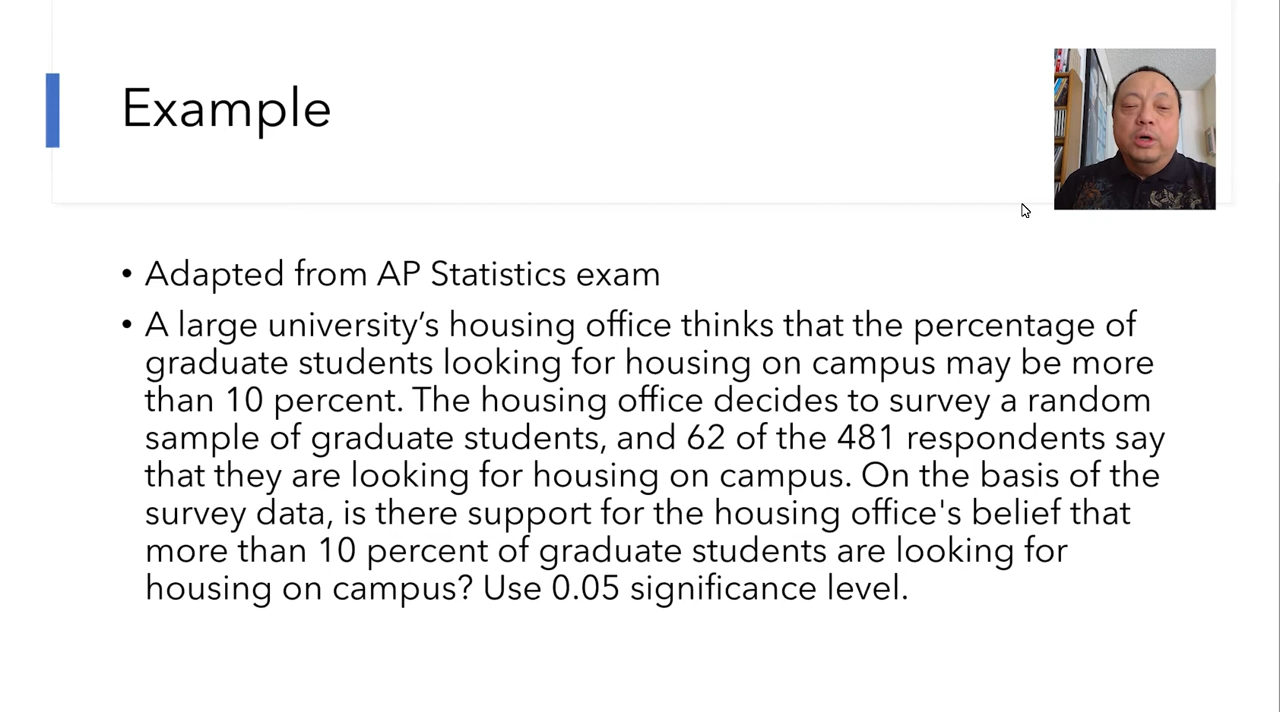 Example
• Adapted from AP Statistics exam
• A large university’s housing office thinks that the percentage of
graduate students looking for housing on campus may be more
than 10 percent. The housing office decides to survey a random
sample of graduate students, and 62 of the 481 respondents say
that they are looking for housing on campus. On the basis of the
survey data, is there support for the housing office's belief that
more than 10 percent of graduate students are looking for
housing on campus? Use 0.05 significance level.